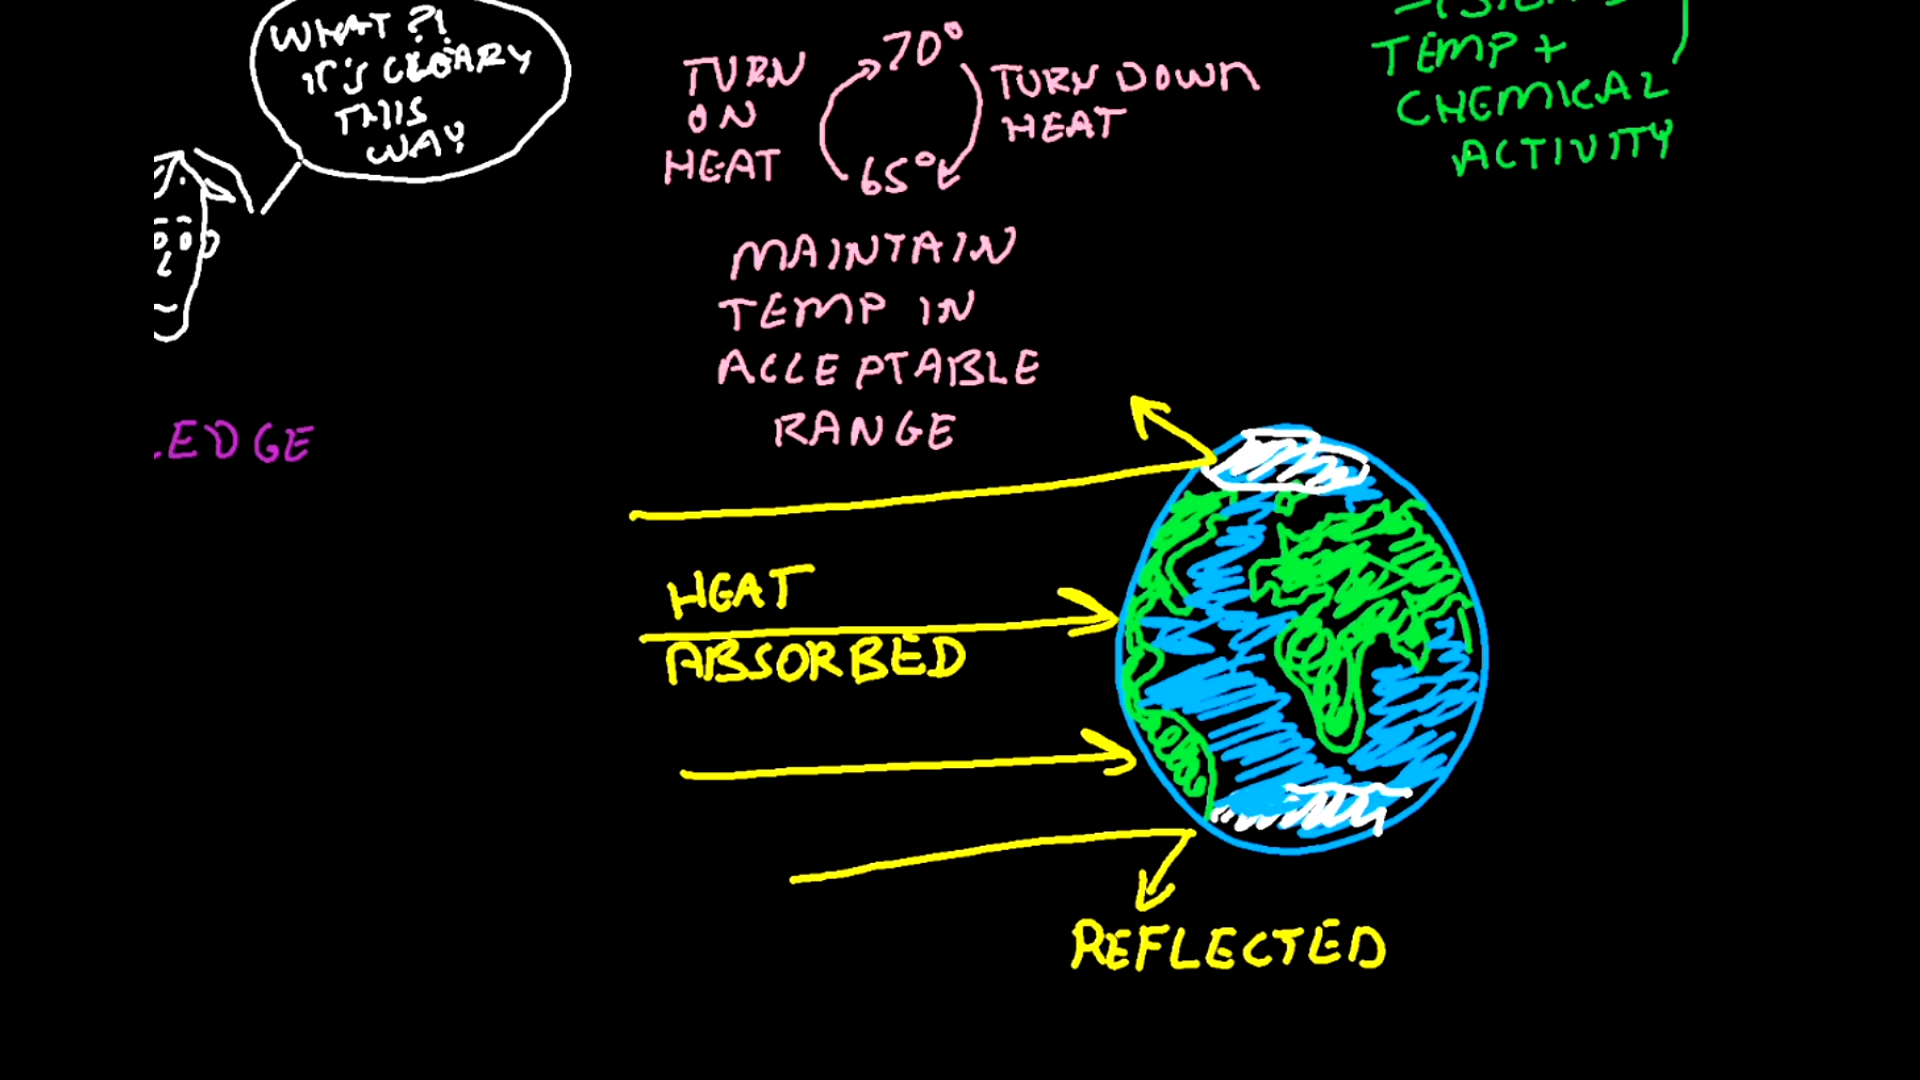 WHAT?!
IT'S CLEARY
THIS
WAY
TURN
ON
HEAT
70°
65°
TURN DOWN
HEAT
MAINTAIN
TEMP IN
ACCEPTABLE
RANGE
TEMP +
CHEMICAL
ACTIVITY
EDGE
HEAT
ABSORBED
REFLECTED